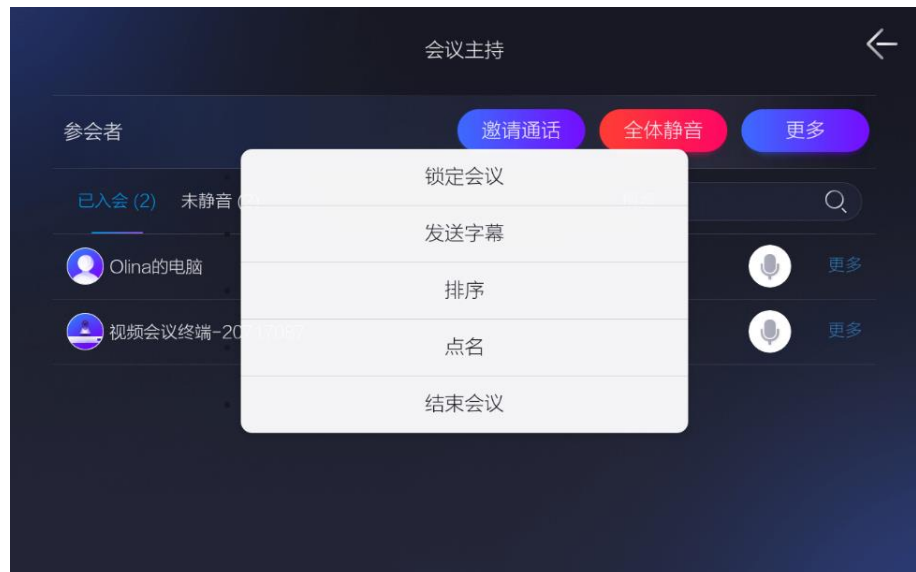 会议主持
参会者
邀请通话 全体静音 更多
锁定会议
已入会 (2) 未静音
发送字幕
Olina的电脑 更多
排序
视频会议终端-20 更多
点名
结束会议